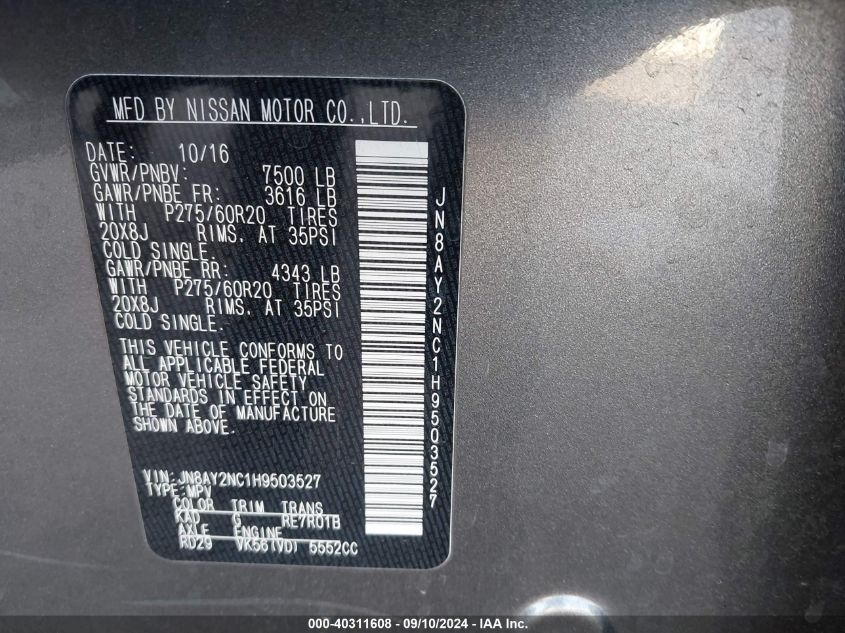 MFD BY NISSAN MOTOR CO.,LTD.
DATE: 10/16
GVWR/PNBV: 7500 LB
GAWR/PNBE FR: 3616 LB
WITH P275/60R20 TIRES
20X8J RIMS. AT 35PSI
COLD SINGLE.
GAWR/PNBE RR: 4343 LB
WITH P275/60R20 TIRES
20X8J RIMS. AT 35PSI
COLD SINGLE.
THIS VEHICLE CONFORMS TO
ALL APPLICABLE FEDERAL
MOTOR VEHICLE SAFETY
STANDARDS IN EFFECT ON
THE DATE OF MANUFACTURE
SHOWN ABOVE.
VIN: JN8AY2NC1H9503527
TYPE: MPV
COLOR TRIM TRANS
KAD G RE7R01B
AXLE ENGINE
RD29 VK56(VD) 5552CC
JN8AY2NC1H9503527
000-40311608 - 09/10/2024 - IAA Inc.